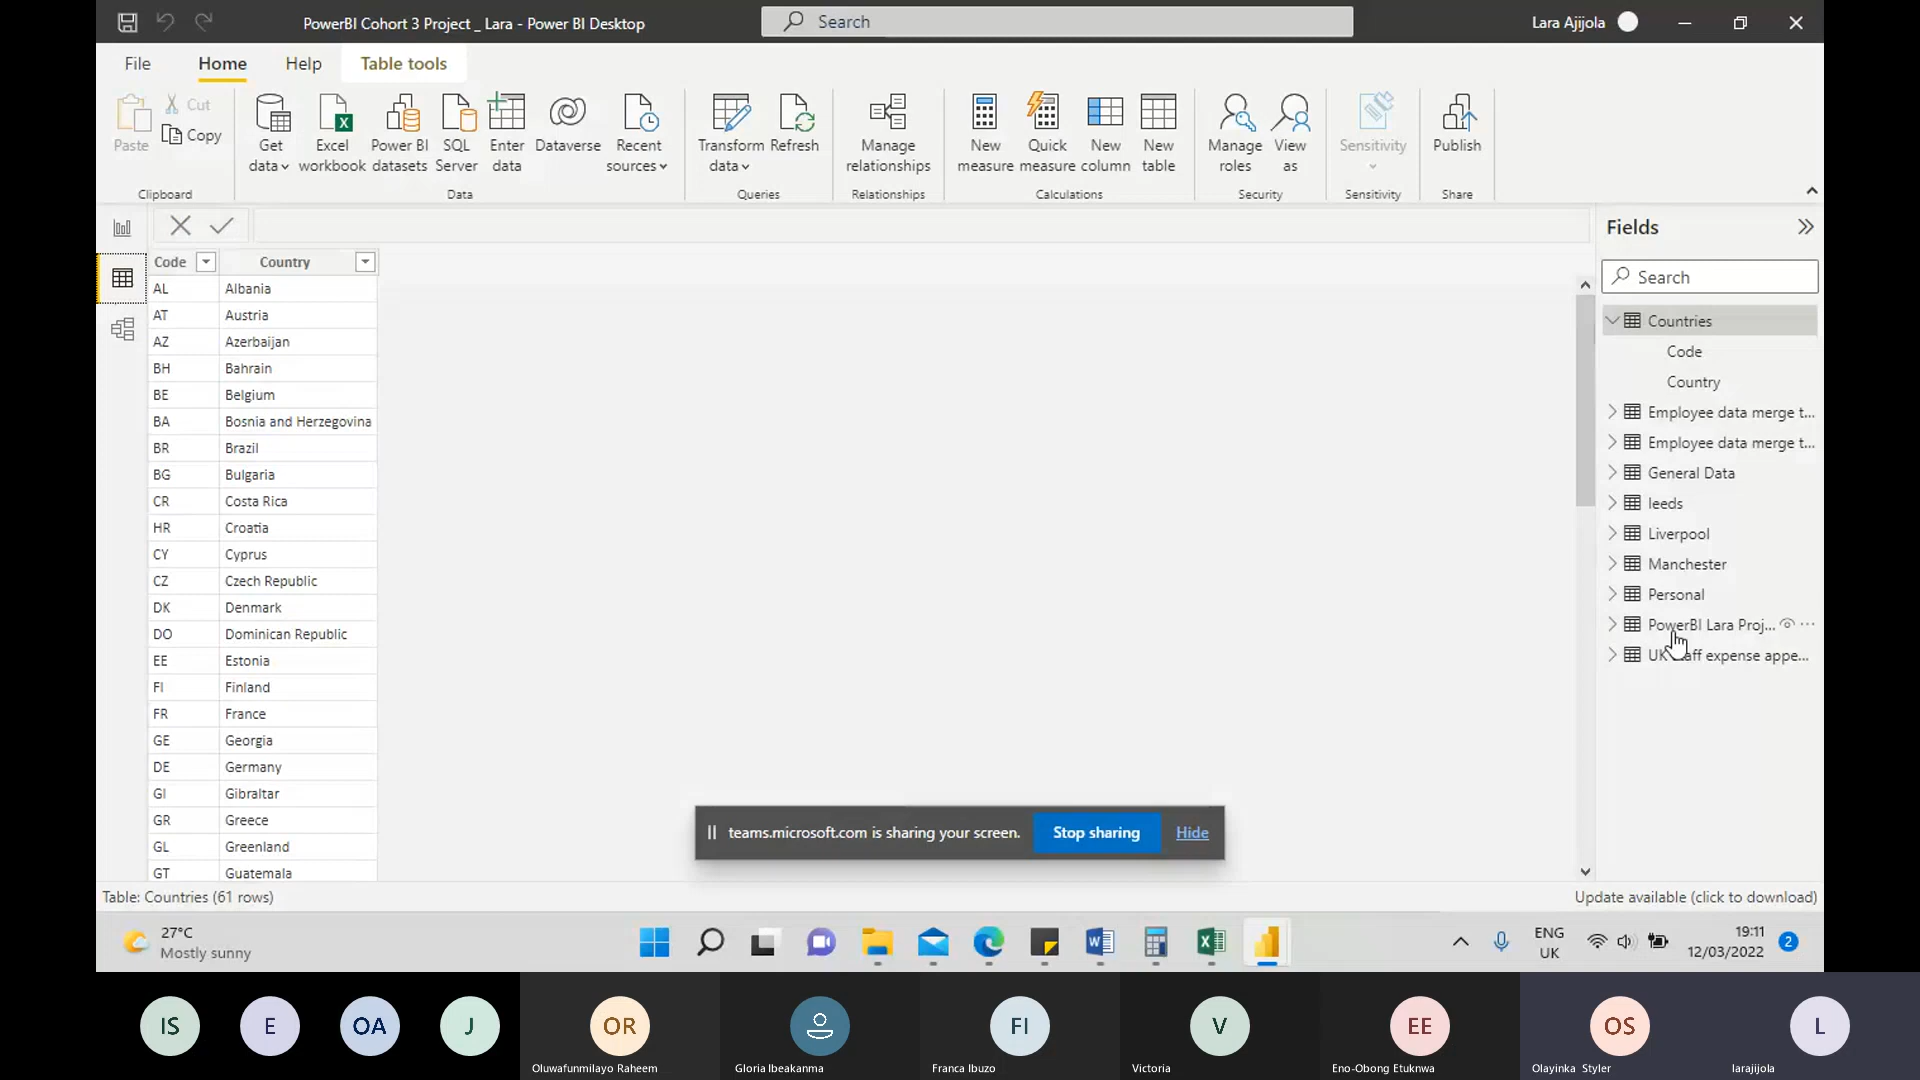 PowerBI Cohort 3 Project _ Lara - Power BI Desktop
Search
Lara Ajijola
File
Home
Help
Table tools
Paste
Cut
Copy
Clipboard
Get data
Excel workbook
Power BI datasets
SQL Server
Enter data
Dataverse
Recent sources
Data
Transform data
Refresh
Queries
Manage relationships
Relationships
New measure
Quick measure
New column
New table
Calculations
Manage roles
View as
Security
Sensitivity
Sensitivity
Publish
Share
Code Country
AL Albania
AT Austria
AZ Azerbaijan
BH Bahrain
BE Belgium
BA Bosnia and Herzegovina
BR Brazil
BG Bulgaria
CR Costa Rica
HR Croatia
CY Cyprus
CZ Czech Republic
DK Denmark
DO Dominican Republic
EE Estonia
FI Finland
FR France
GE Georgia
DE Germany
GI Gibraltar
GR Greece
GL Greenland
GT Guatemala
Fields
Search
Countries
Code
Country
Employee data merge t...
Employee data merge t...
General Data
leeds
Liverpool
Manchester
Personal
PowerBI Lara Proj...
UK staff expense appe...
teams.microsoft.com is sharing your screen.
Stop sharing
Hide
Table: Countries (61 rows)
Update available (click to download)
27°C
Mostly sunny
ENG
UK
19:11
12/03/2022
2
IS
E
OA
J
OR
FI
V
EE
OS
L
Oluwafunmilayo Raheem
Gloria Ibeakanma
Franca Ibuzo
Victoria
Eno-Obong Etuknwa
Olayinka Styler
larajijola